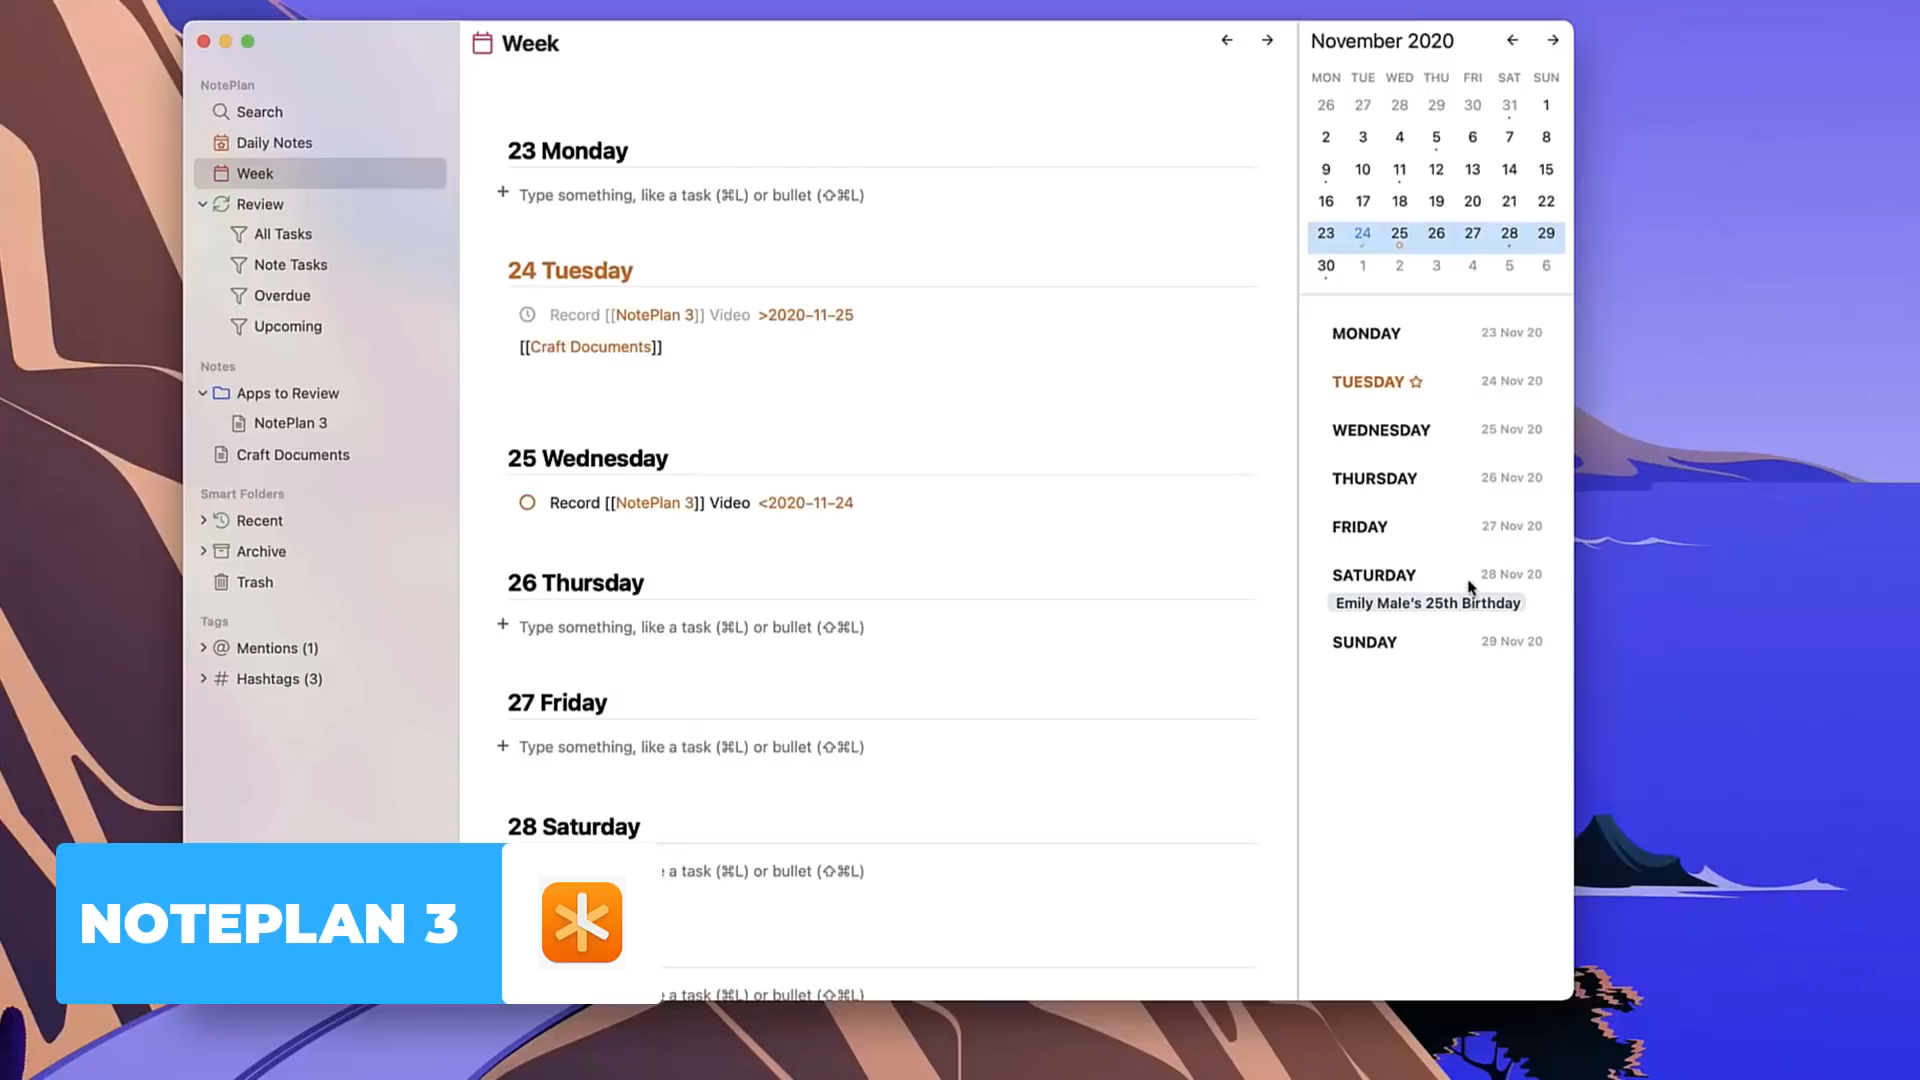 NotePlan
Search
Daily Notes
Week
Review
All Tasks
Note Tasks
Overdue
Upcoming
Notes
Apps to Review
NotePlan 3
Craft Documents
Smart Folders
Recent
Archive
Trash
Tags
@ Mentions (1)
# Hashtags (3)
Week
23 Monday
+ Type something, like a task (⌘L) or bullet (⇧⌘L)
24 Tuesday
Record [[NotePlan 3]] Video >2020-11-25
[[Craft Documents]]
25 Wednesday
Record [[NotePlan 3]] Video <2020-11-24
26 Thursday
+ Type something, like a task (⌘L) or bullet (⇧⌘L)
27 Friday
+ Type something, like a task (⌘L) or bullet (⇧⌘L)
28 Saturday
a task (⌘L) or bullet (⇧⌘L)
a task (⌘L) or bullet (⇧⌘L)
November 2020
MON TUE WED THU FRI SAT SUN
26 27 28 29 30 31 1
2 3 4 5 6 7 8
9 10 11 12 13 14 15
16 17 18 19 20 21 22
23 24 25 26 27 28 29
30 1 2 3 4 5 6
MONDAY 23 Nov 20
TUESDAY 24 Nov 20
WEDNESDAY 25 Nov 20
THURSDAY 26 Nov 20
FRIDAY 27 Nov 20
SATURDAY 28 Nov 20
Emily Male's 25th Birthday
SUNDAY 29 Nov 20
NOTEPLAN 3